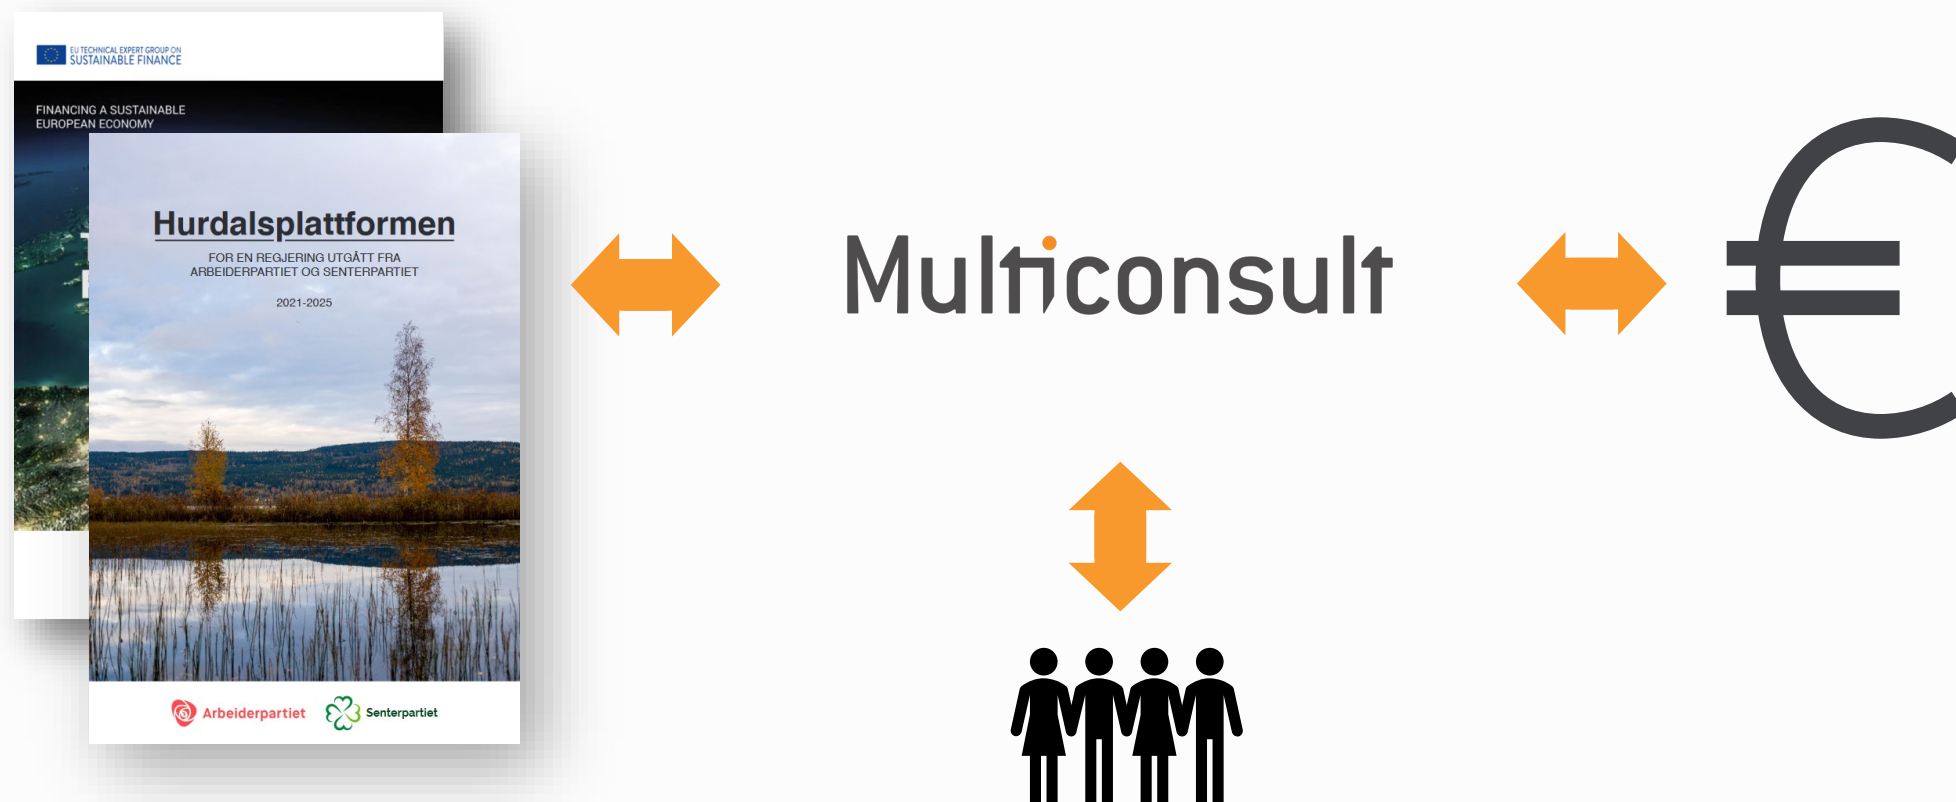 EU TECHNICAL EXPERT GROUP ON
SUSTAINABLE FINANCE
FINANCING A SUSTAINABLE
EUROPEAN ECONOMY
Hurdalsplattformen
FOR EN REGJERING UTGÅTT FRA
ARBEIDERPARTIET OG SENTERPARTIET
2021-2025
Arbeiderpartiet
Senterpartiet
Multiconsult
€